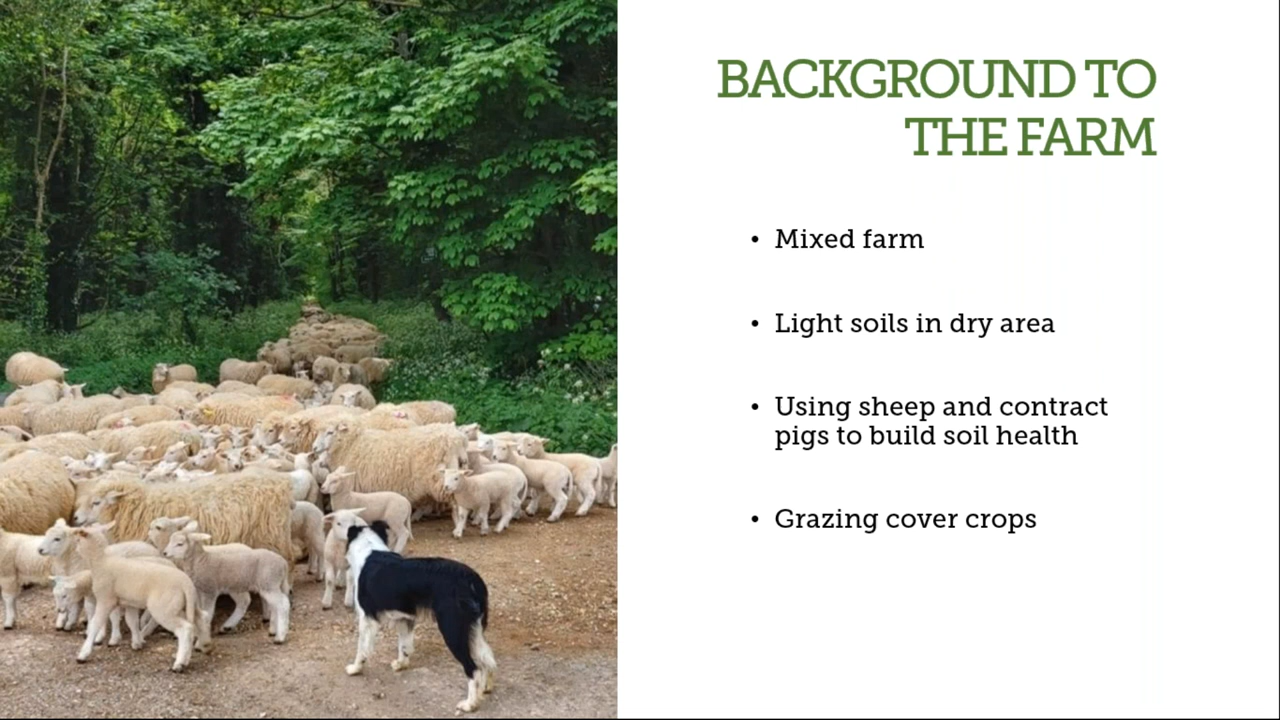 BACKGROUND TO
THE FARM
• Mixed farm
• Light soils in dry area
• Using sheep and contract
pigs to build soil health
• Grazing cover crops